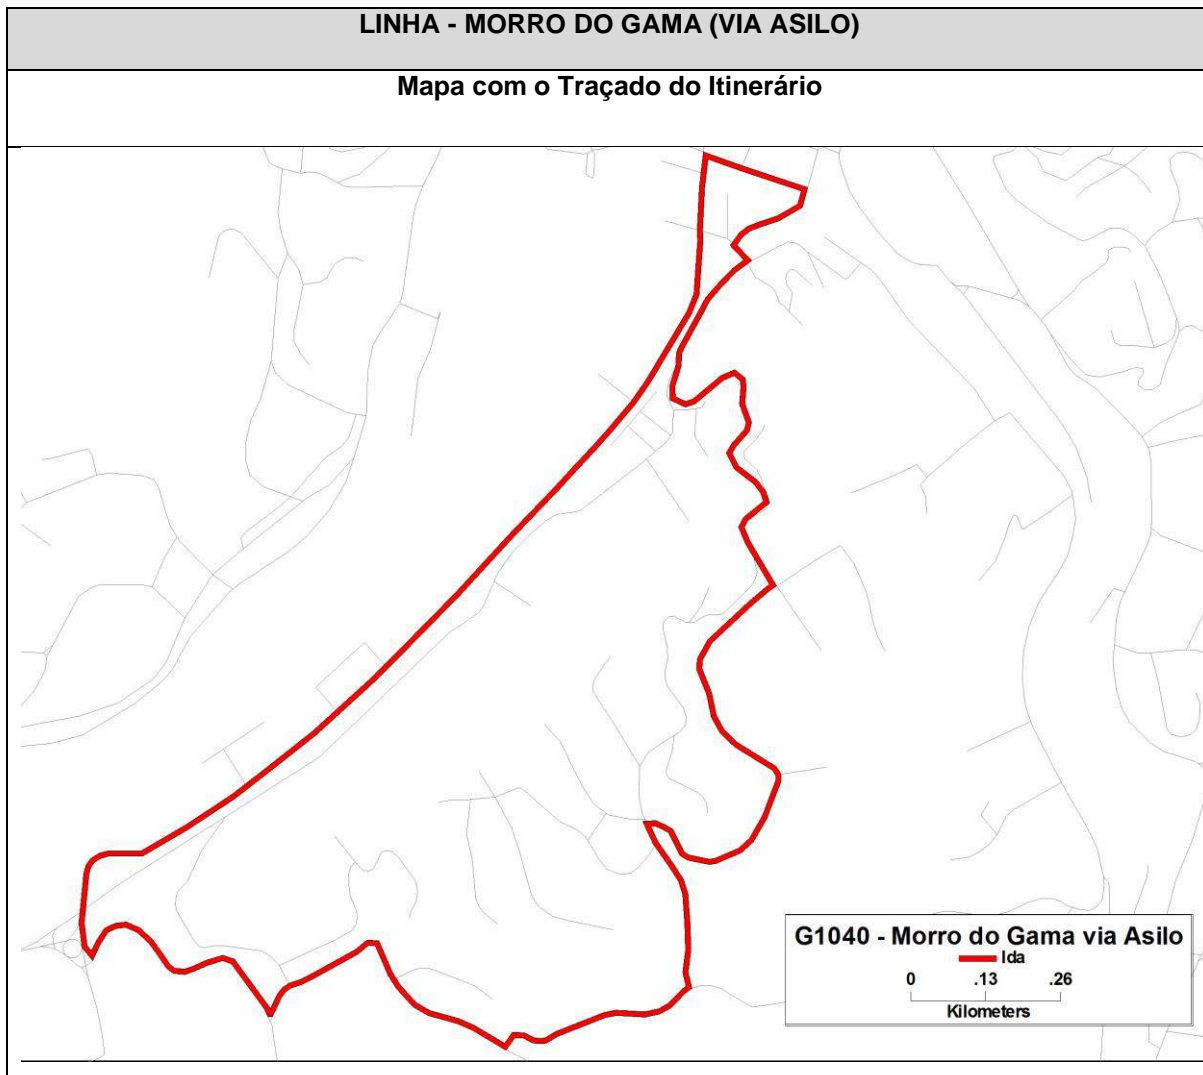 LINHA - MORRO DO GAMA (VIA ASILO)
Mapa com o Traçado do Itinerário
G1040 - Morro do Gama via Asilo
Ida
0 .13 .26
Kilometers